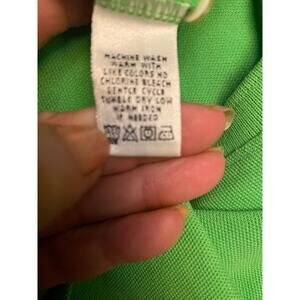 MACHINE WASH
WARM WITH
LIKE COLORS NO
CHLORINE BLEACH
GENTLE CYCLE
TUMBLE DRY LOW
WARM IRON
IF NEEDED